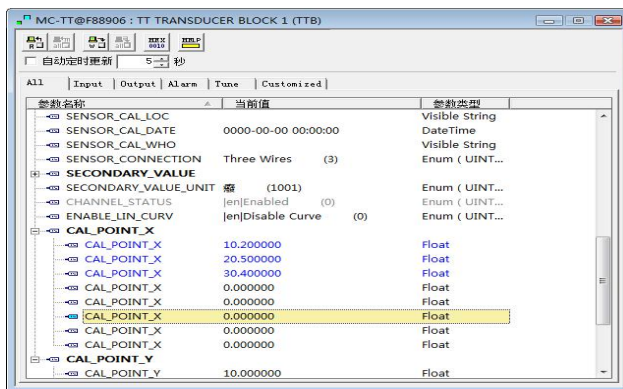 MC-TT@F88906 : TT TRANSDUCER BLOCK 1 (TTB)
自动定时更新 5 秒
All Input Output Alarm Tune Customized
参数名称 当前值 参数类型
SENSOR_CAL_LOC Visible String
SENSOR_CAL_DATE 0000-00-00 00:00:00 DateTime
SENSOR_CAL_WHO Visible String
SENSOR_CONNECTION Three Wires (3) Enum ( UINT...
SECONDARY_VALUE
SECONDARY_VALUE_UNIT (1001) Enum ( UINT...
CHANNEL_STATUS |en|Enabled (0) Enum ( UINT...
ENABLE_LIN_CURV |en|Disable Curve (0) Enum ( UINT...
CAL_POINT_X
CAL_POINT_X 10.200000 Float
CAL_POINT_X 20.500000 Float
CAL_POINT_X 30.400000 Float
CAL_POINT_X 0.000000 Float
CAL_POINT_X 0.000000 Float
CAL_POINT_X 0.000000 Float
CAL_POINT_X 0.000000 Float
CAL_POINT_X 0.000000 Float
CAL_POINT_Y
CAL_POINT_Y 10.000000 Float